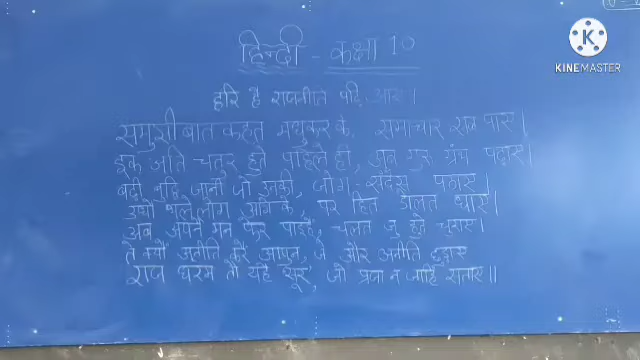 हिन्दी - कक्षा 10
KINEMASTER
हरि हैं राजनीति पढ़ि आए।
समुझी बात कहत मधुकर के, समाचार सब पाए।
इक अति चतुर हुते पहिले ही, अब गुरु ग्रंथ पढ़ाए।
बढ़ी बुद्धि जानी जो उनकी, जोग-सँदेस पठाए।
ऊधौ भले लोग आगे के, पर हित डोलत धाए।
अब अपने मन फेर पाइहैं, चलत जु हुते चुराए।
ते क्यौं अनीति करैं आपुन, जे और अनीति छुड़ाए
राज धरम तौ यहै 'सूर', जो प्रजा न जाहिं सताए॥